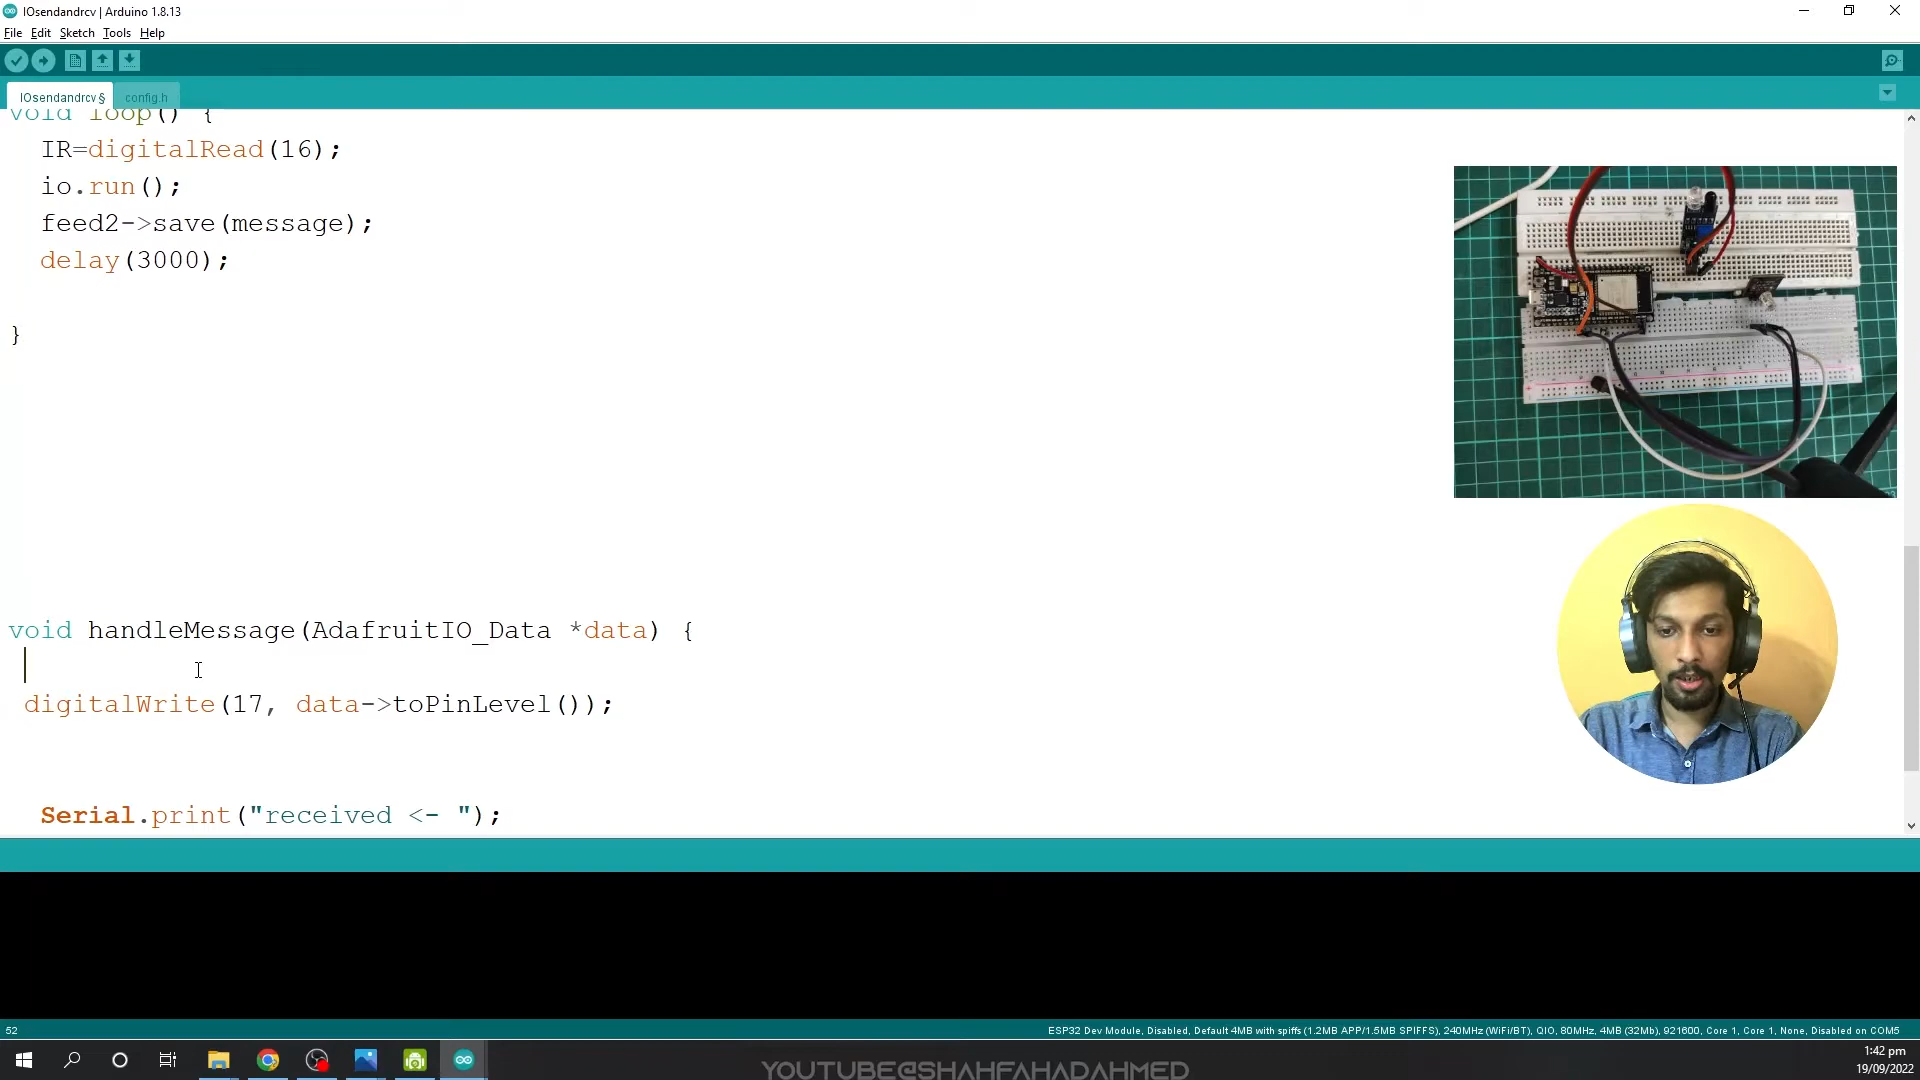 IOsendandrcv | Arduino 1.8.13
File Edit Sketch Tools Help
IOsendandrcv § config.h
void loop() {
IR=digitalRead(16);
io.run();
feed2->save(message);
delay(3000);
}
void handleMessage(AdafruitIO_Data *data) {
digitalWrite(17, data->toPinLevel());
Serial.print("received <- ");
52
ESP32 Dev Module, Disabled, Default 4MB with spiffs (1.2MB APP/1.5MB SPIFFS), 240MHz (WiFi/BT), QIO, 80MHz, 4MB (32Mb), 921600, Core 1, Core 1, None, Disabled on COM5
YOUTUBE@SHAHFAHADAHMED
1:42 pm
19/09/2022